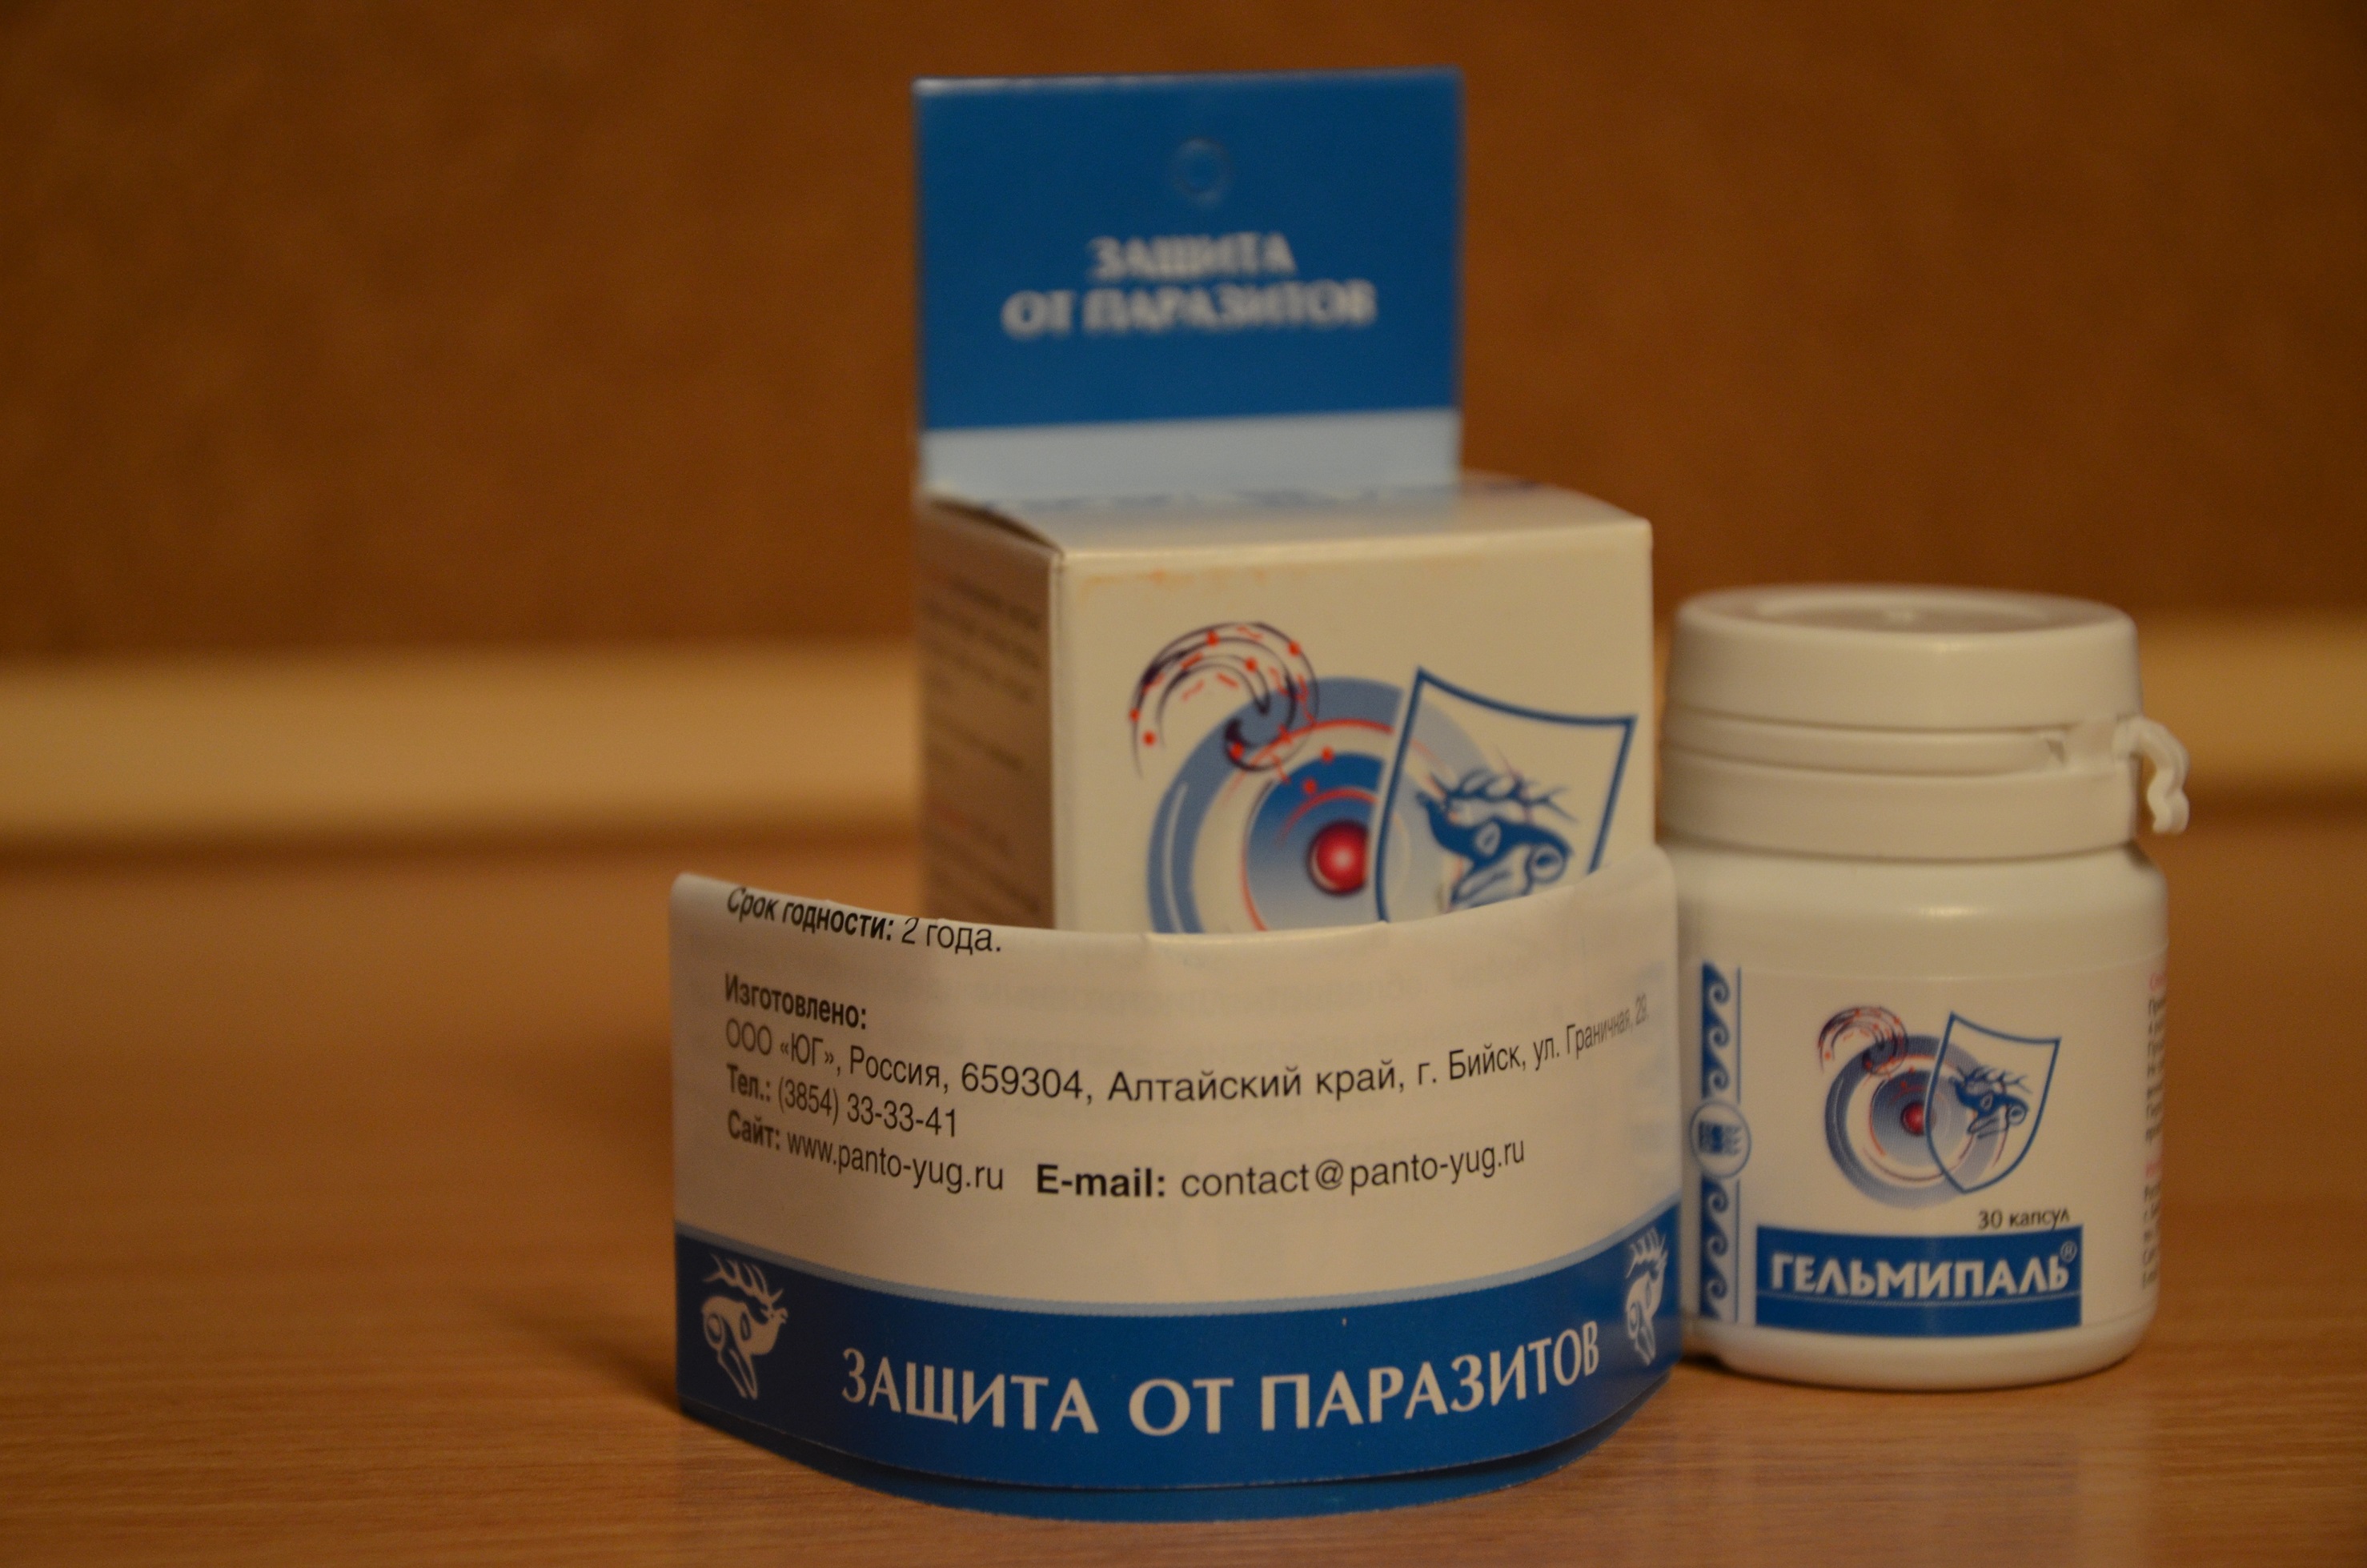 ЗАЩИТА
ОТ ПАРАЗИТОВ
Срок годности: 2 года.
Изготовлено:
ООО «ЮГ», Россия, 659304, Алтайский край, г. Бийск, ул. Граничная, 29.
Тел.: (3854) 33-33-41
Сайт: www.panto-yug.ru E-mail: contact@panto-yug.ru
ЗАЩИТА ОТ ПАРАЗИТОВ
30 капсул
ГЕЛЬМИПАЛЬ®